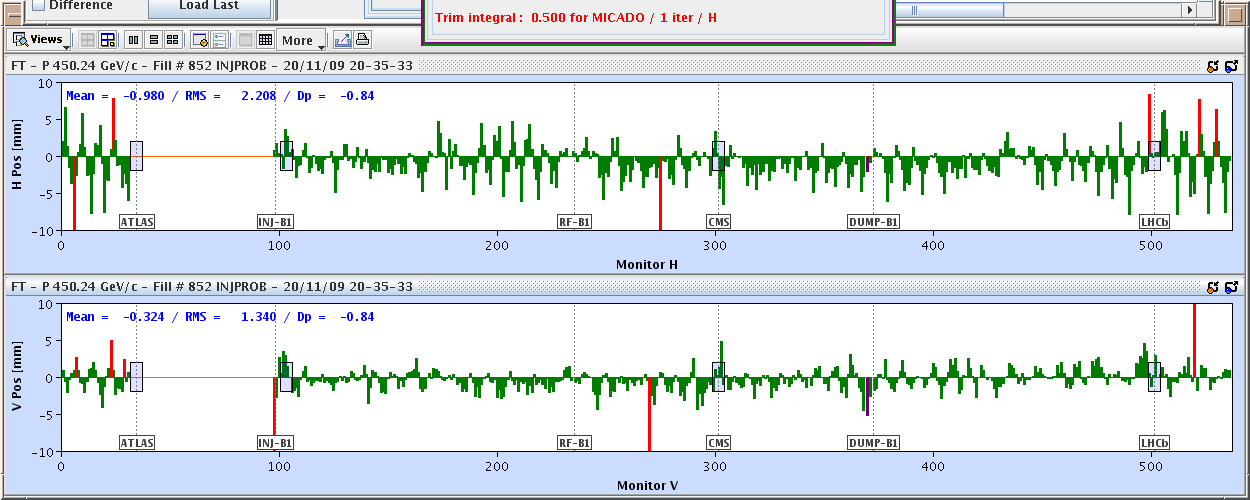 Difference Load Last
Trim integral : 0.500 for MICADO / 1 iter / H
Views More
FT - P 450.24 GeV/c - Fill # 852 INJPROB - 20/11/09 20-35-33
Mean = -0.980 / RMS = 2.208 / Dp = -0.84
H Pos [mm]
10
5
0
-5
-10
ATLAS INJ-B1 RF-B1 CMS DUMP-B1 LHCb
0 100 200 300 400 500
Monitor H
FT - P 450.24 GeV/c - Fill # 852 INJPROB - 20/11/09 20-35-33
Mean = -0.324 / RMS = 1.340 / Dp = -0.84
V Pos [mm]
10
5
0
-5
-10
ATLAS INJ-B1 RF-B1 CMS DUMP-B1 LHCb
0 100 200 300 400 500
Monitor V